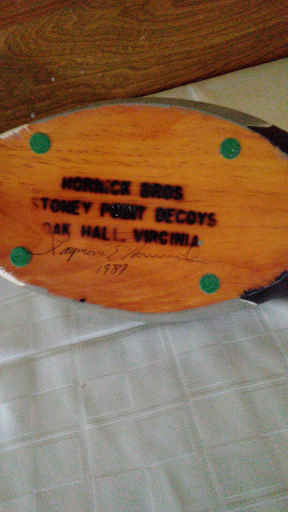 HORNICK BROS
STONEY POINT DECOYS
OAK HALL, VIRGINIA
1987